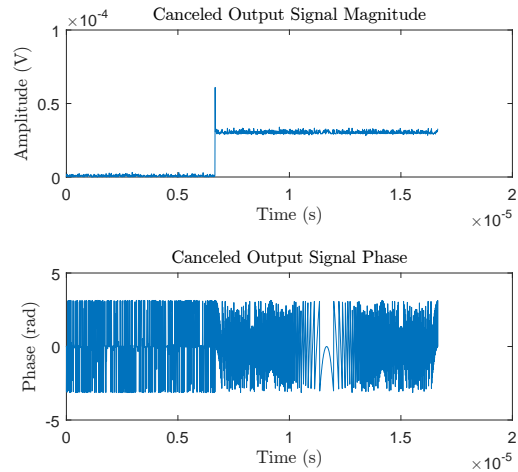 Canceled Output Signal Magnitude
×10^-4
1
0.5
0
Amplitude (V)
0 0.5 1 1.5 2
Time (s)
×10^-5
Canceled Output Signal Phase
5
0
-5
Phase (rad)
0 0.5 1 1.5 2
Time (s)
×10^-5